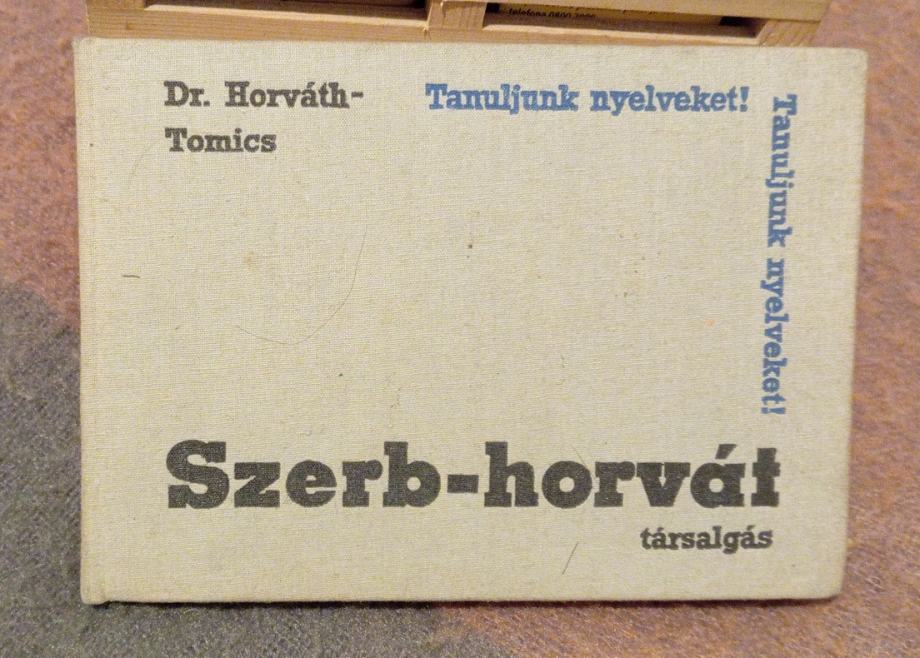 Dr. Horváth-
Tomics
Tanuljunk nyelveket!
Tanuljunk nyelveket!
Szerb-horvát
társalgás